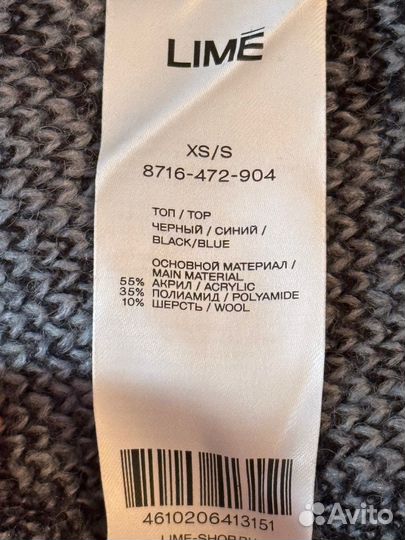 LIMÉ
XS/S
8716-472-904
ТОП / TOP
ЧЕРНЫЙ / СИНИЙ /
BLACK/BLUE
ОСНОВНОЙ МАТЕРИАЛ /
MAIN MATERIAL
55% АКРИЛ / ACRYLIC
35% ПОЛИАМИД / POLYAMIDE
10% ШЕРСТЬ / WOOL
4610206413151
LIME-SHOP.RU
Avito